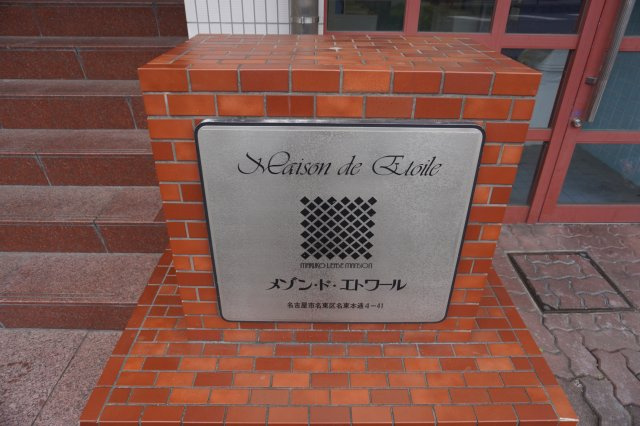 Maison de Etoile
MARUKO LEASE MANSION
メゾン・ド・エトワール
名古屋市名東区名東本通4-41